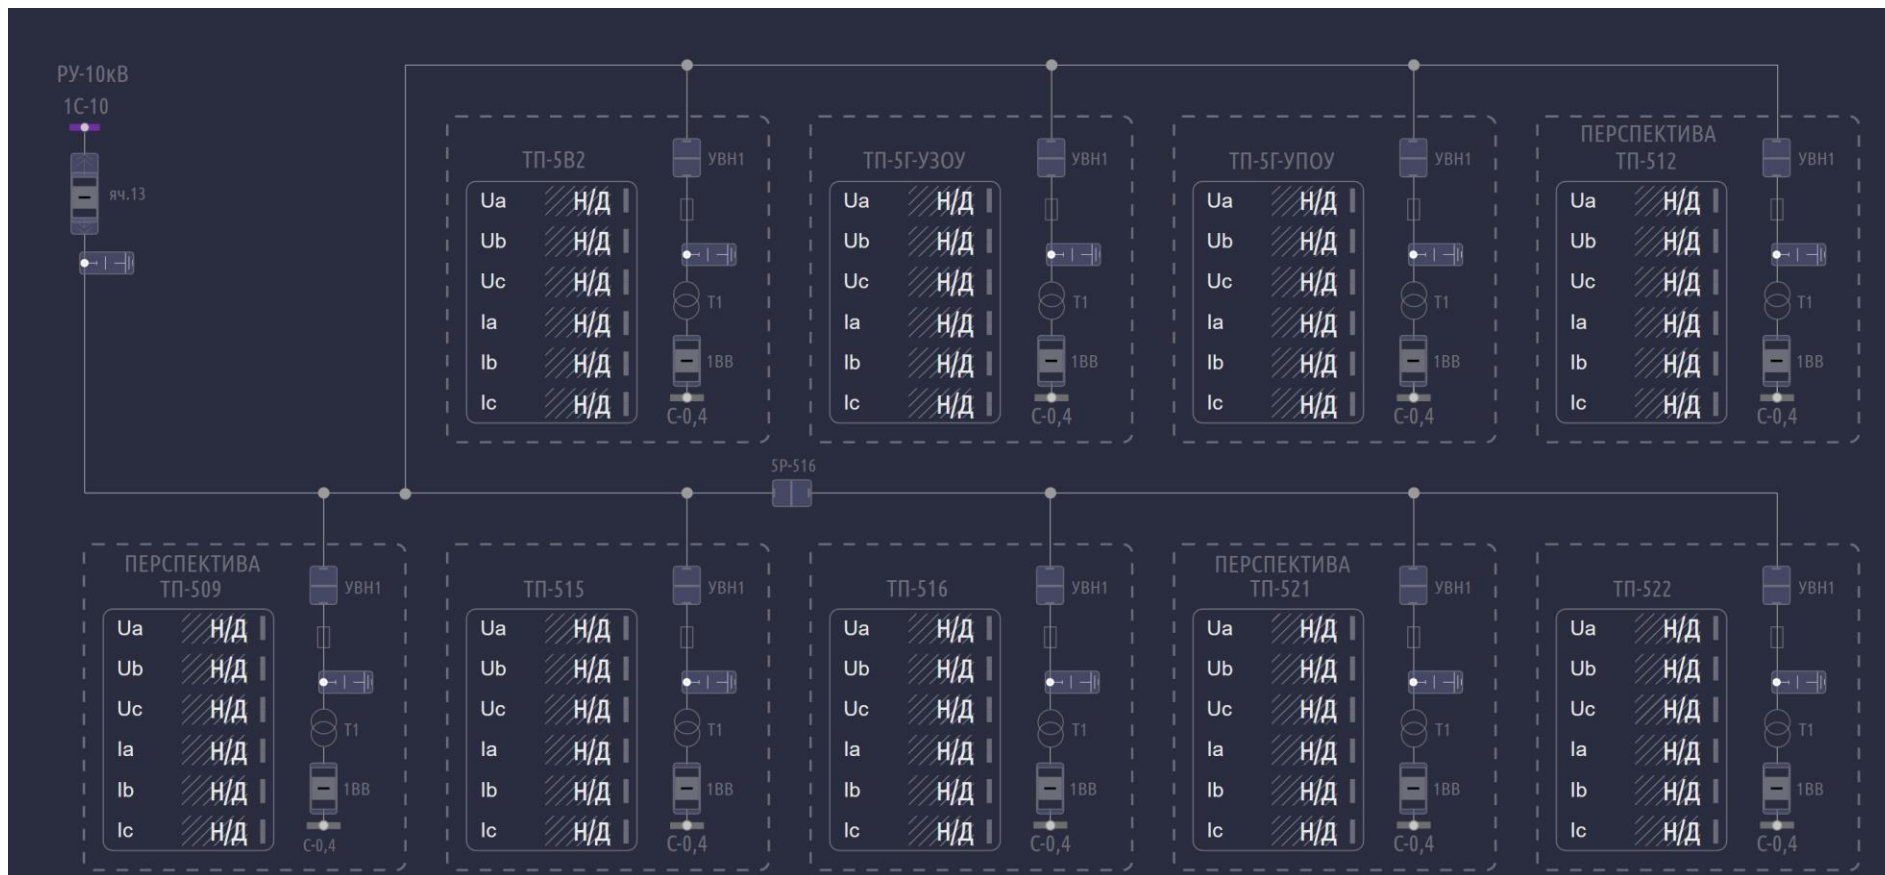 РУ-10кВ
1С-10
яч.13
ТП-5В2
УВН1
Ua Н/Д
Ub Н/Д
Uc Н/Д
Ia Н/Д
Ib Н/Д
Ic Н/Д
Т1
1ВВ
С-0,4
ТП-5Г-УЗОУ
УВН1
Ua Н/Д
Ub Н/Д
Uc Н/Д
Ia Н/Д
Ib Н/Д
Ic Н/Д
Т1
1ВВ
С-0,4
ТП-5Г-УПОУ
УВН1
Ua Н/Д
Ub Н/Д
Uc Н/Д
Ia Н/Д
Ib Н/Д
Ic Н/Д
Т1
1ВВ
С-0,4
ПЕРСПЕКТИВА
ТП-512
УВН1
Ua Н/Д
Ub Н/Д
Uc Н/Д
Ia Н/Д
Ib Н/Д
Ic Н/Д
Т1
1ВВ
С-0,4
5Р-516
ПЕРСПЕКТИВА
ТП-509
УВН1
Ua Н/Д
Ub Н/Д
Uc Н/Д
Ia Н/Д
Ib Н/Д
Ic Н/Д
Т1
1ВВ
С-0,4
ТП-515
УВН1
Ua Н/Д
Ub Н/Д
Uc Н/Д
Ia Н/Д
Ib Н/Д
Ic Н/Д
Т1
1ВВ
С-0,4
ТП-516
УВН1
Ua Н/Д
Ub Н/Д
Uc Н/Д
Ia Н/Д
Ib Н/Д
Ic Н/Д
Т1
1ВВ
С-0,4
ПЕРСПЕКТИВА
ТП-521
УВН1
Ua Н/Д
Ub Н/Д
Uc Н/Д
Ia Н/Д
Ib Н/Д
Ic Н/Д
Т1
1ВВ
С-0,4
ТП-522
УВН1
Ua Н/Д
Ub Н/Д
Uc Н/Д
Ia Н/Д
Ib Н/Д
Ic Н/Д
Т1
1ВВ
С-0,4